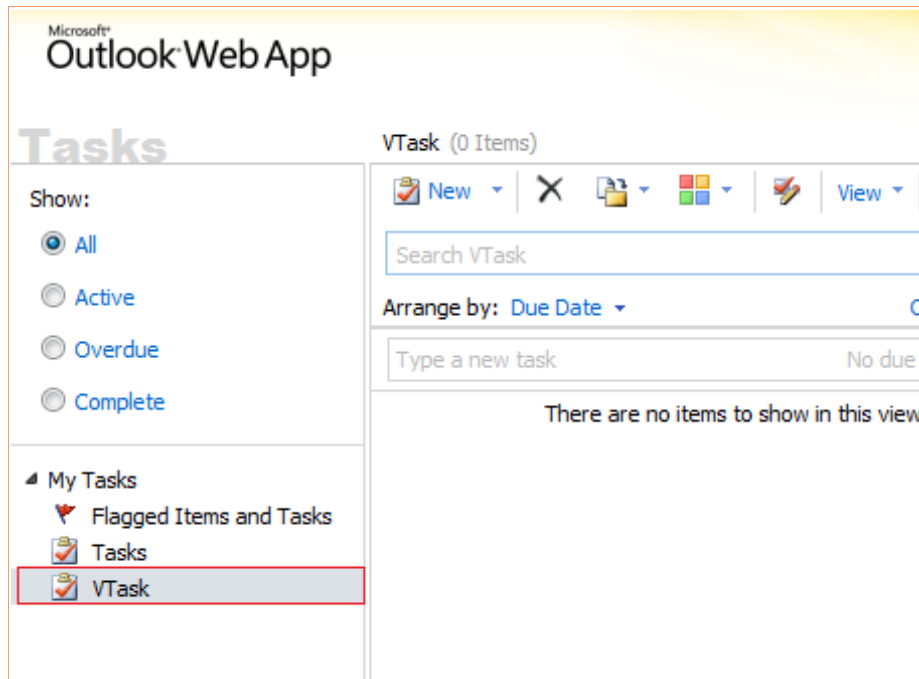 Microsoft®
Outlook Web App
Tasks
VTask (0 Items)
Show:
New
View
All
Search VTask
Active
Arrange by: Due Date
Overdue
Type a new task No due
Complete
There are no items to show in this view
My Tasks
Flagged Items and Tasks
Tasks
VTask